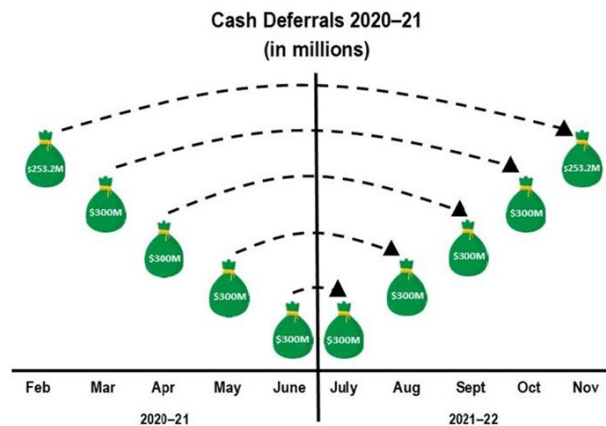 Cash Deferrals 2020–21
(in millions)
$253.2M
$253.2M
$300M
$300M
$300M
$300M
$300M
$300M
$300M
$300M
Feb Mar Apr May June July Aug Sept Oct Nov
2020–21 2021–22